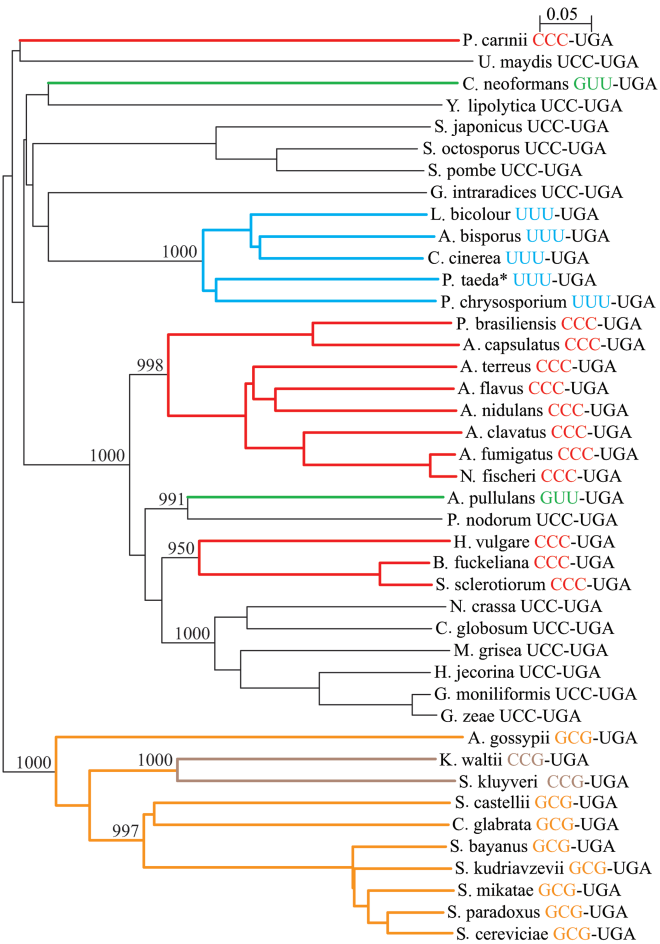 0.05
P. carinii CCC-UGA
U. maydis UCC-UGA
C. neoformans GUU-UGA
Y. lipolytica UCC-UGA
S. japonicus UCC-UGA
S. octosporus UCC-UGA
S. pombe UCC-UGA
G. intraradices UCC-UGA
L. bicolour UUU-UGA
A. bisporus UUU-UGA
1000
C. cinerea UUU-UGA
P. taeda* UUU-UGA
P. chrysosporium UUU-UGA
P. brasiliensis CCC-UGA
A. capsulatus CCC-UGA
998
A. terreus CCC-UGA
A. flavus CCC-UGA
A. nidulans CCC-UGA
A. clavatus CCC-UGA
1000
A. fumigatus CCC-UGA
N. fischeri CCC-UGA
991
A. pullulans GUU-UGA
P. nodorum UCC-UGA
H. vulgare CCC-UGA
950
B. fuckeliana CCC-UGA
S. sclerotiorum CCC-UGA
N. crassa UCC-UGA
C. globosum UCC-UGA
1000
M. grisea UCC-UGA
H. jecorina UCC-UGA
G. moniliformis UCC-UGA
G. zeae UCC-UGA
A. gossypii GCG-UGA
1000
1000
K. waltii CCG-UGA
S. kluyveri CCG-UGA
S. castellii GCG-UGA
C. glabrata GCG-UGA
997
S. bayanus GCG-UGA
S. kudriavzevii GCG-UGA
S. mikatae GCG-UGA
S. paradoxus GCG-UGA
S. cereviciae GCG-UGA